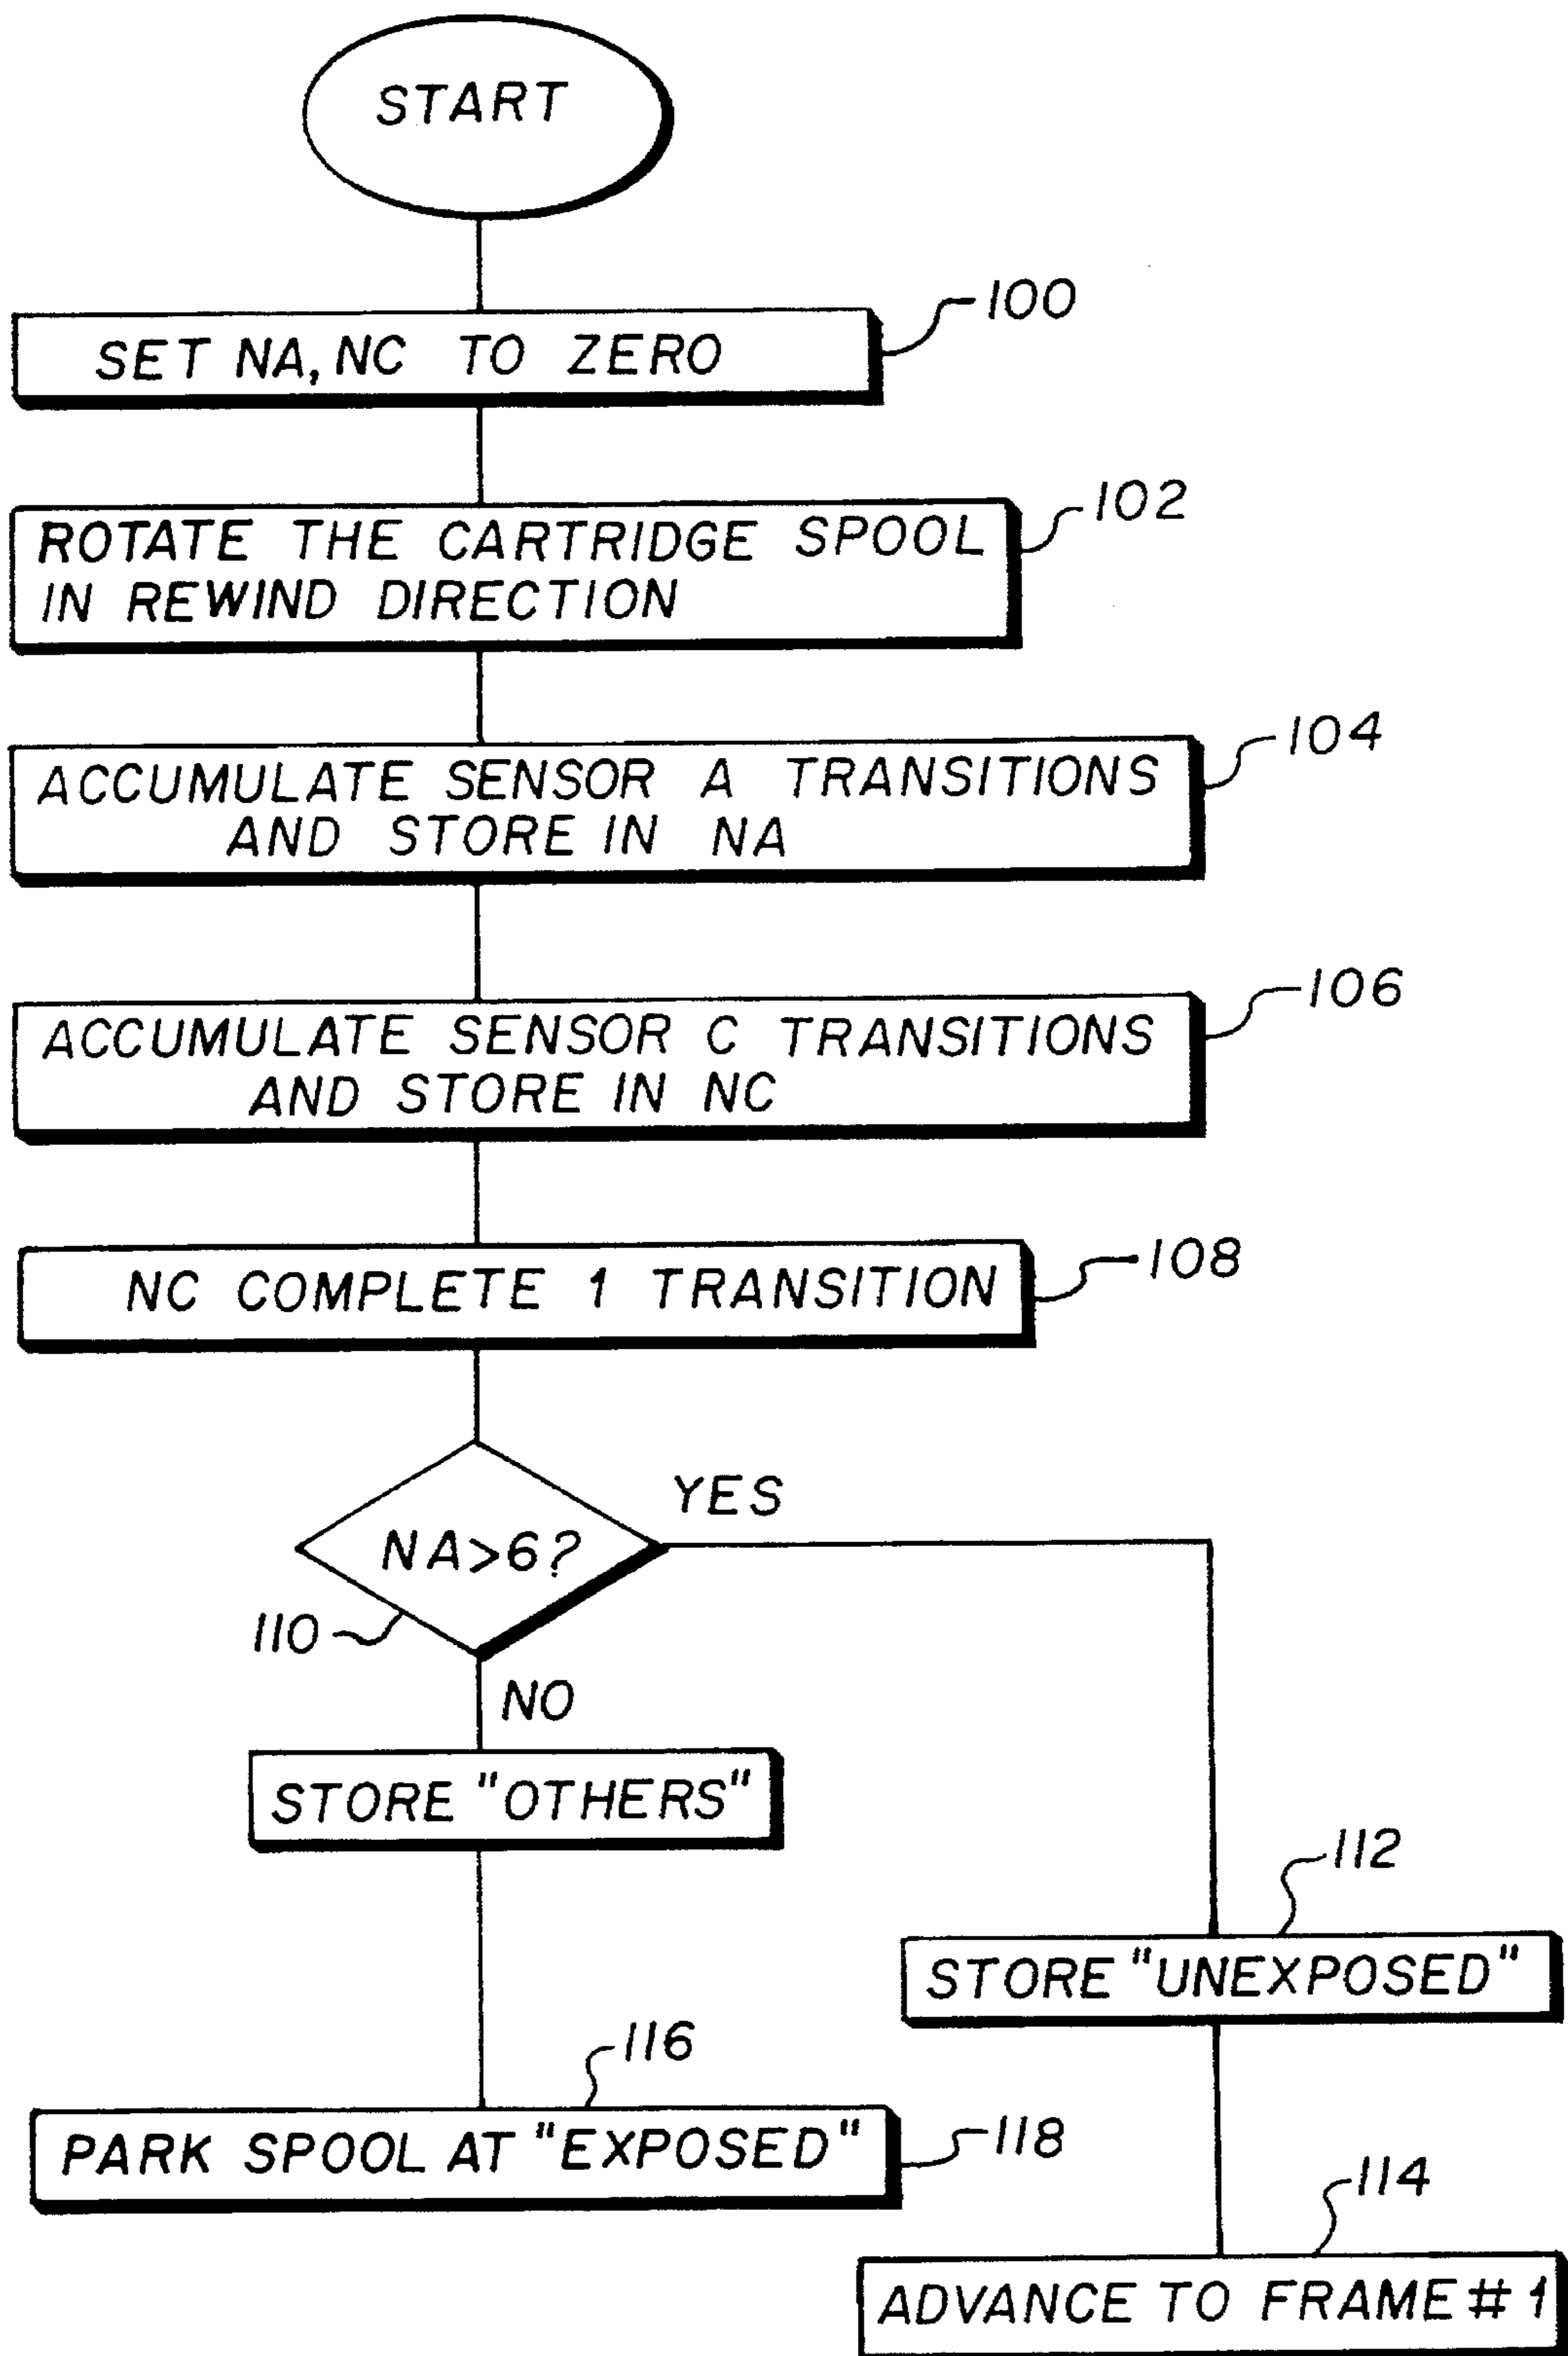 START
100
SET NA, NC TO ZERO
102
ROTATE THE CARTRIDGE SPOOL
IN REWIND DIRECTION
104
ACCUMULATE SENSOR A TRANSITIONS
AND STORE IN NA
106
ACCUMULATE SENSOR C TRANSITIONS
AND STORE IN NC
108
NC COMPLETE 1 TRANSITION
YES
NA>6?
110
NO
STORE "OTHERS"
112
STORE "UNEXPOSED"
116
PARK SPOOL AT "EXPOSED"
118
114
ADVANCE TO FRAME # 1